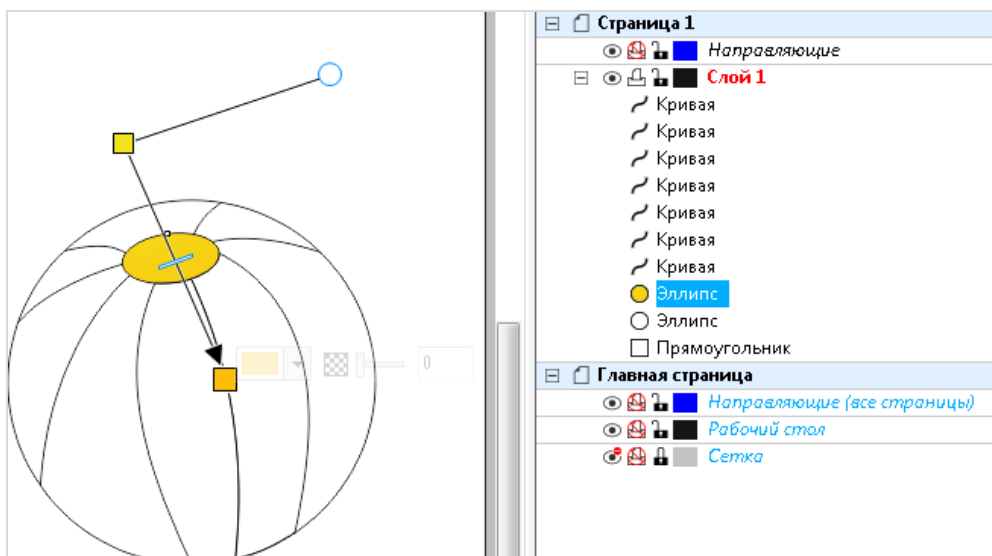 Страница 1
Направляющие
Слой 1
Кривая
Кривая
Кривая
Кривая
Кривая
Кривая
Кривая
Эллипс
Эллипс
Прямоугольник
0
Главная страница
Направляющие (все страницы)
Рабочий стол
Сетка